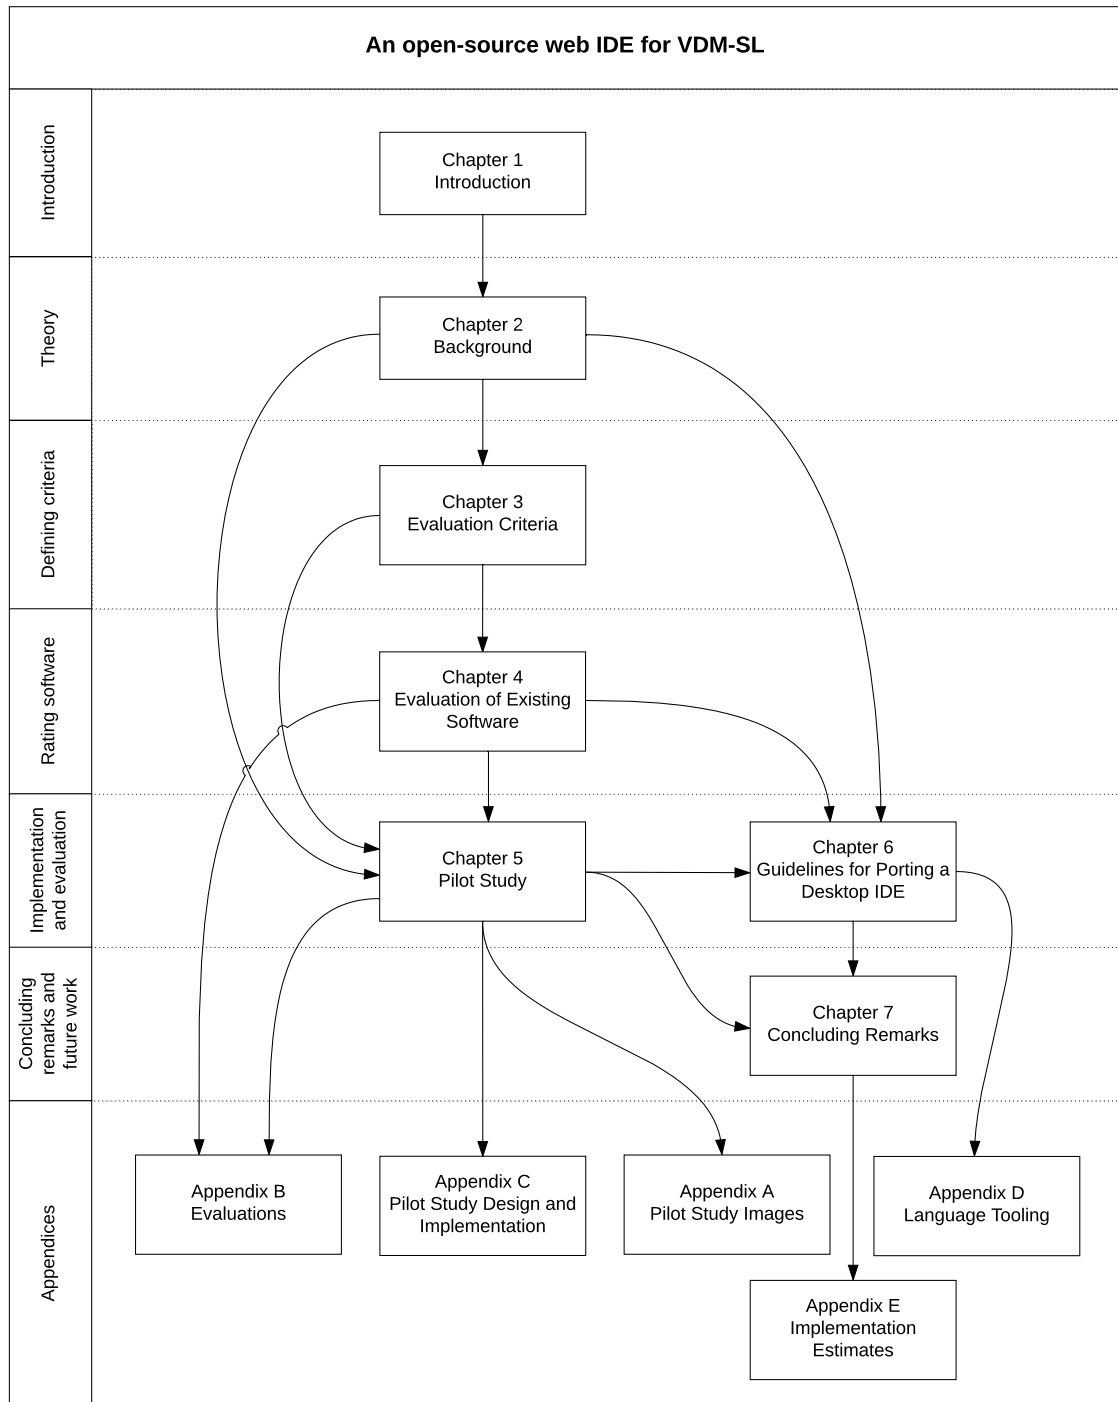 An open-source web IDE for VDM-SL
Introduction
Chapter 1
Introduction
Theory
Chapter 2
Background
Defining criteria
Chapter 3
Evaluation Criteria
Rating software
Chapter 4
Evaluation of Existing
Software
Implementation
and evaluation
Chapter 5
Pilot Study
Chapter 6
Guidelines for Porting a
Desktop IDE
Concluding
remarks and
future work
Chapter 7
Concluding Remarks
Appendices
Appendix B
Evaluations
Appendix C
Pilot Study Design and
Implementation
Appendix A
Pilot Study Images
Appendix D
Language Tooling
Appendix E
Implementation
Estimates